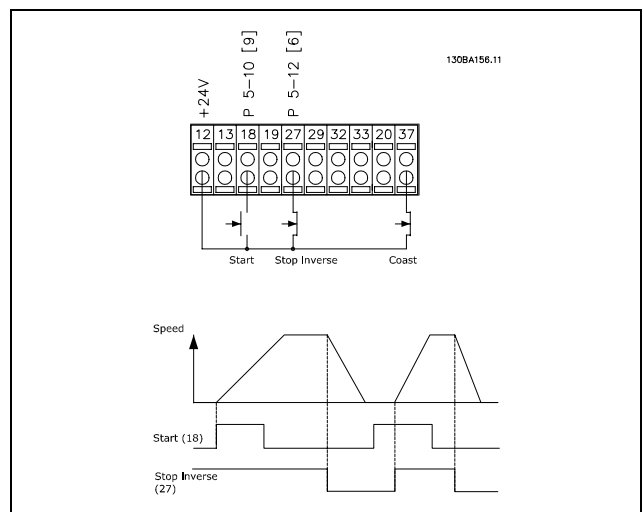 130BA156.11
+24V
P 5-10 [9]
P 5-12 [6]
12 13 18 19 27 29 32 33 20 37
Start
Stop Inverse
Coast
Speed
Start (18)
Stop Inverse
(27)